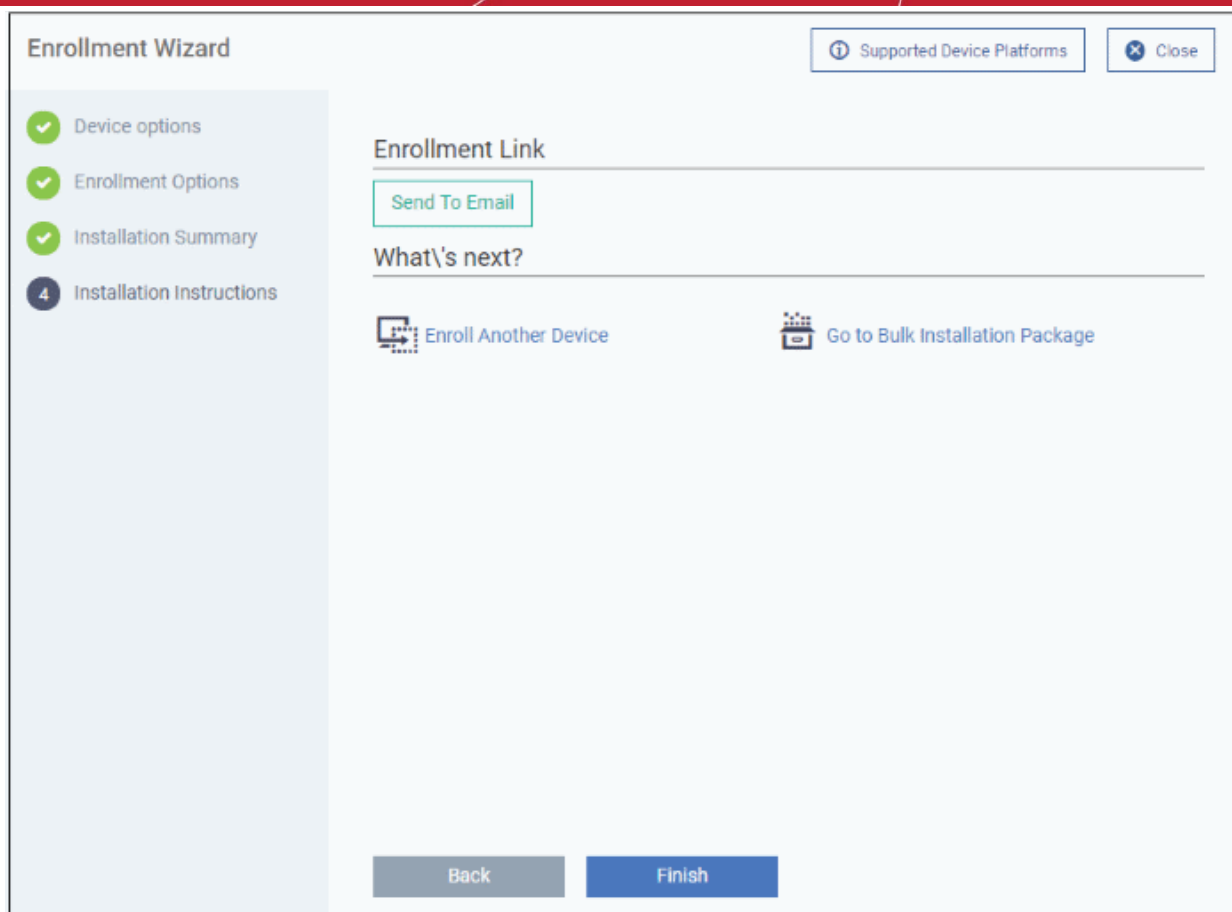 Enrollment Wizard
Supported Device Platforms
Close
Device options
Enrollment Options
Installation Summary
4 Installation Instructions
Enrollment Link
Send To Email
What\'s next?
Enroll Another Device
Go to Bulk Installation Package
Back
Finish